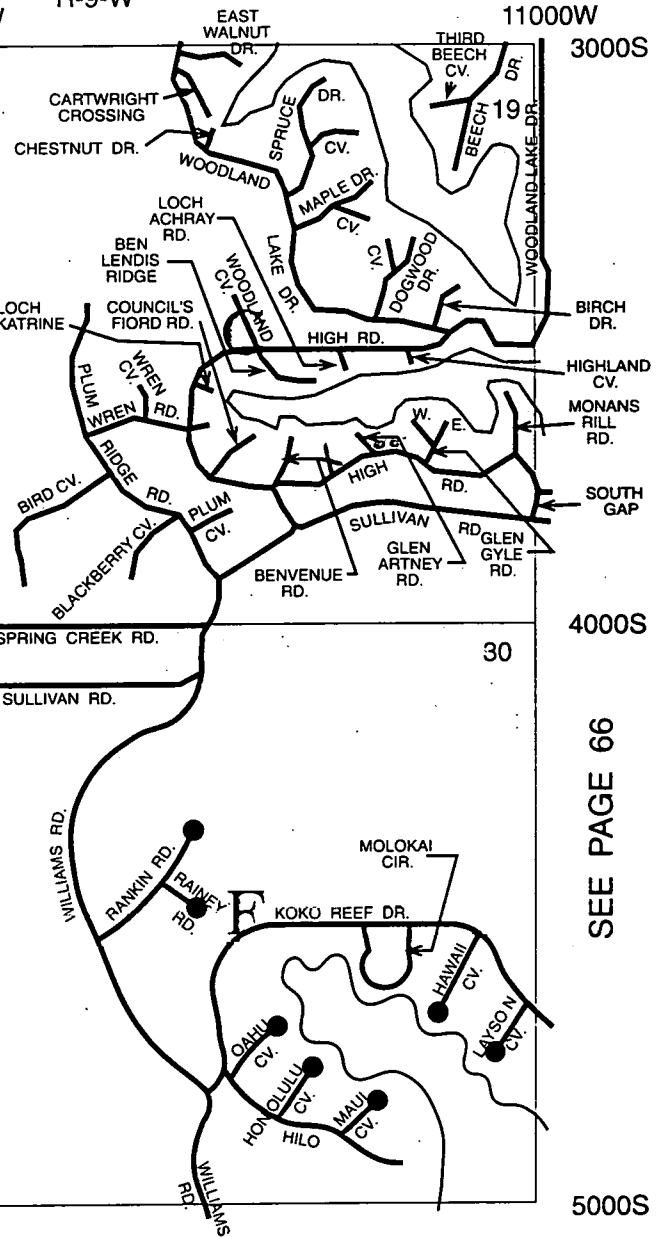 R-9-W
11000W
3000S
EAST
WALNUT
DR.
THIRD
BEECH
CV.
DR.
BEECH
19
CARTWRIGHT
CROSSING
SPRUCE
DR.
CV.
CHESTNUT DR.
WOODLAND
LAKE DR.
MAPLE DR.
CV.
WOODLAND LAKE DR.
LOCH
ACHRAY
RD.
BEN
LENDIS
RIDGE
WOODLAND
CV.
CV.
DOGWOOD
DR.
LOCH
KATRINE
COUNCIL'S
FIORD RD.
HIGH RD.
BIRCH
DR.
HIGHLAND
CV.
PLUM
RIDGE
RD.
WREN
CV.
WREN RD.
W.
E.
MONANS
RILL
RD.
HIGH
RD.
BIRD CV.
PLUM
CV.
SOUTH
GAP
SULLIVAN
RD.
BLACKBERRY CV.
BENVENUE
RD.
GLEN
ARTNEY
RD.
GLEN
GYLE
RD.
4000S
SPRING CREEK RD.
30
SULLIVAN RD.
SEE PAGE 66
WILLIAMS RD.
RANKIN RD.
RAINEY
RD.
F
KOKO REEF DR.
MOLOKAI
CIR.
HAWAII
CV.
LAYSON
CV.
OAHU
CV.
HONOLULU
CV.
MAUI
CV.
HILO
WILLIAMS
RD.
5000S